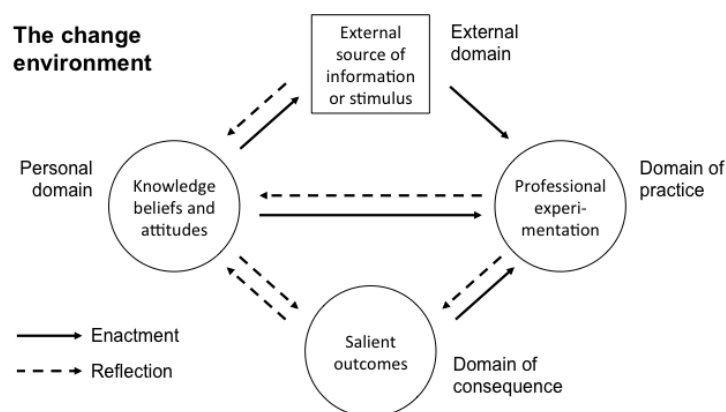 The change
environment
External
source of
information
or stimulus
External
domain
Personal
domain
Knowledge
beliefs and
attitudes
Professional
experi-
mentation
Domain of
practice
Salient
outcomes
Domain of
consequence
Enactment
Reflection